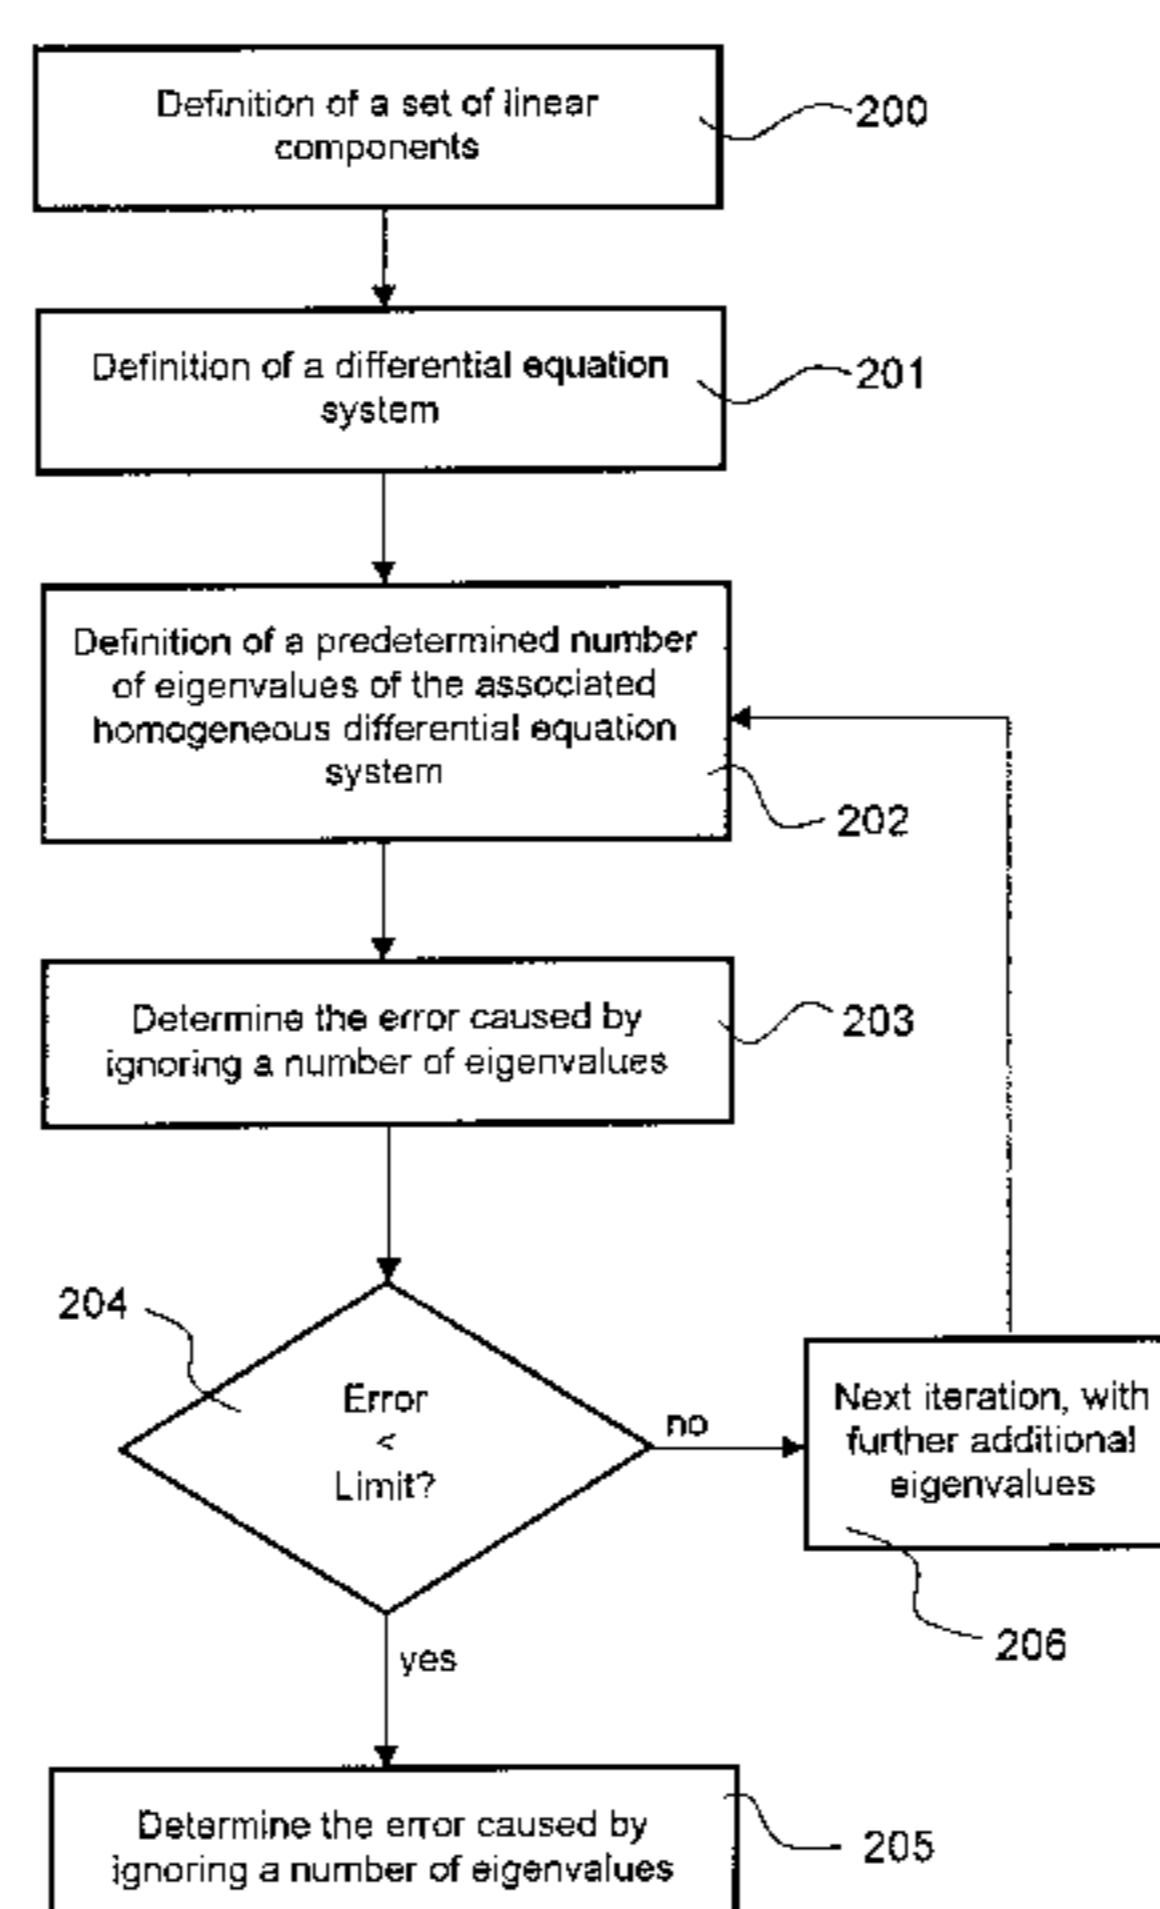 Definition of a set of linear
components
200
Definition of a differential equation
system
201
Definition of a predetermined number
of eigenvalues of the associated
homogeneous differential equation
system
202
Determine the error caused by
ignoring a number of eigenvalues
203
204
Error
<
Limit?
no
Next iteration, with
further additional
eigenvalues
206
yes
Determine the error caused by
ignoring a number of eigenvalues
205